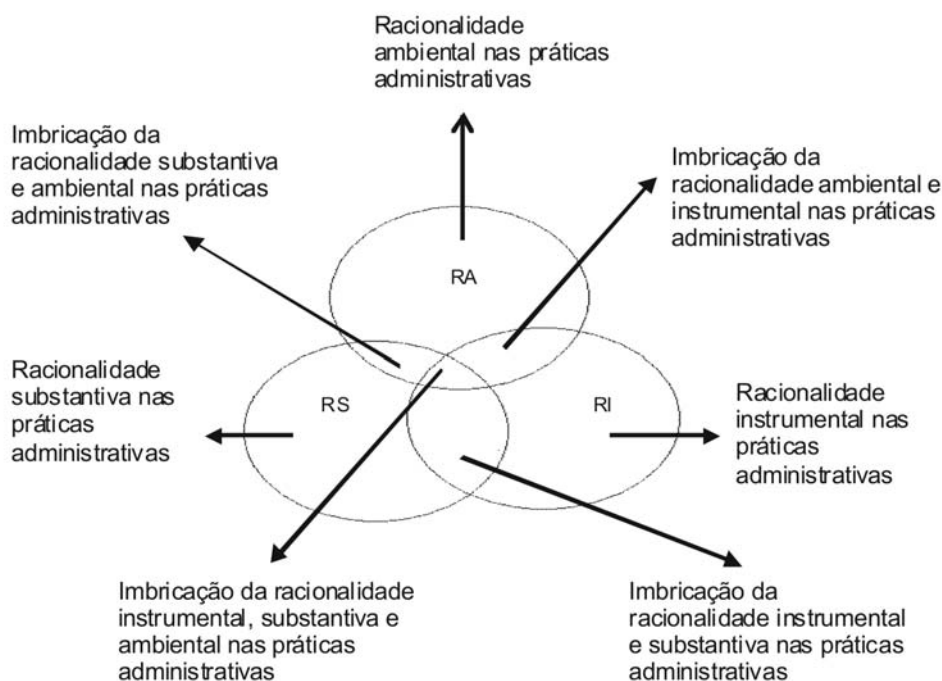 Racionalidade
ambiental nas práticas
administrativas
Imbricação da
racionalidade substantiva
e ambiental nas práticas
administrativas
Imbricação da
racionalidade ambiental e
instrumental nas práticas
administrativas
RA
Racionalidade
substantiva nas
práticas
administrativas
RS
RI
Racionalidade
instrumental nas
práticas
administrativas
Imbricação da racionalidade
instrumental, substantiva e
ambiental nas práticas
administrativas
Imbricação da
racionalidade instrumental
e substantiva nas práticas
administrativas